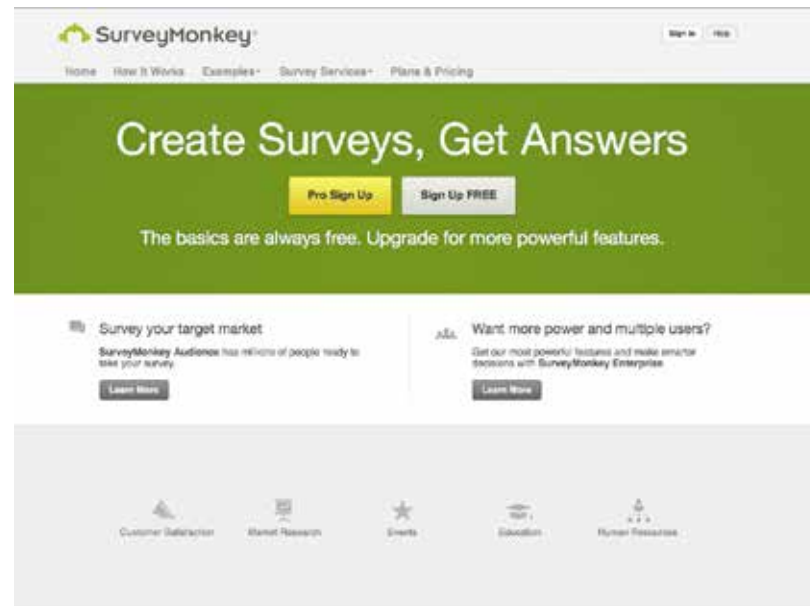 SurveyMonkey
Sign In Help
Home How It Works Examples Survey Services Plans & Pricing
Create Surveys, Get Answers
Pro Sign Up Sign Up FREE
The basics are always free. Upgrade for more powerful features.
Survey your target market
SurveyMonkey Audience has millions of people ready to
take your survey.
Learn More
Want more power and multiple users?
Get our most powerful features and make smarter
decisions with SurveyMonkey Enterprise
Learn More
Customer Satisfaction Market Research Events Education Human Resources